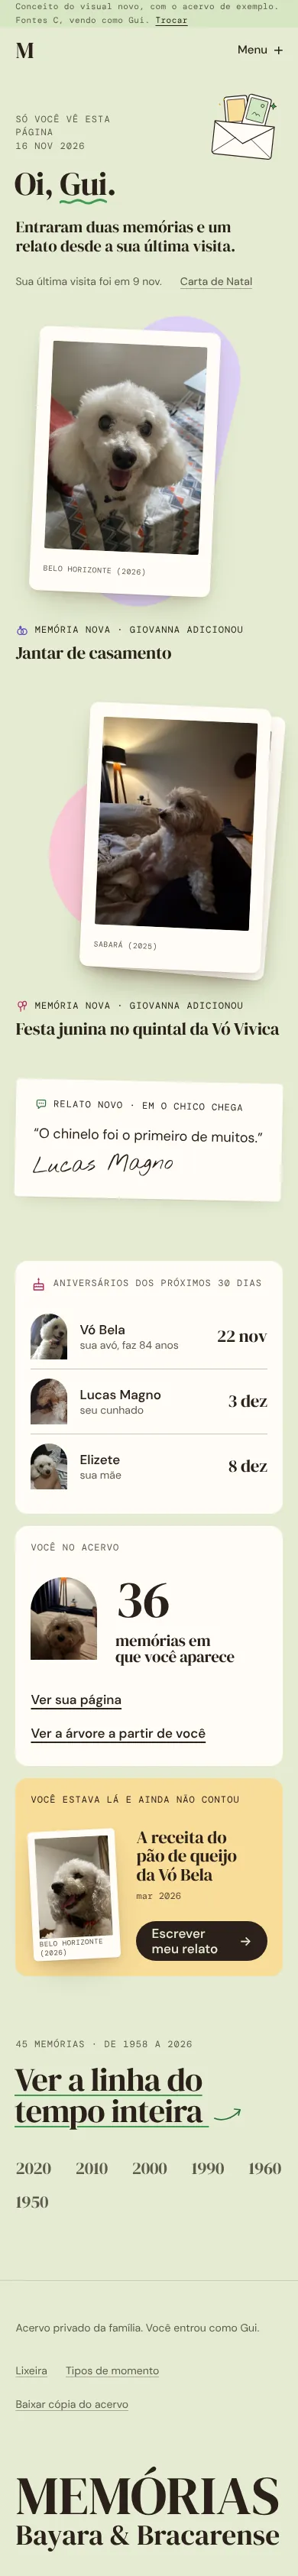 Conceito do visual novo, com o acervo de exemplo.
Fontes C, vendo como Gui. Trocar
M
Menu +
SÓ VOCÊ VÊ ESTA
PÁGINA
16 NOV 2026
Oi, Gui.
Entraram duas memórias e um
relato desde a sua última visita.
Sua última visita foi em 9 nov.
Carta de Natal
BELO HORIZONTE (2026)
MEMÓRIA NOVA · GIOVANNA ADICIONOU
Jantar de casamento
SABARÁ (2025)
MEMÓRIA NOVA · GIOVANNA ADICIONOU
Festa junina no quintal da Vó Vivica
RELATO NOVO · EM O CHICO CHEGA
“O chinelo foi o primeiro de muitos.”
Lucas Magno
ANIVERSÁRIOS DOS PRÓXIMOS 30 DIAS
Vó Bela
sua avó, faz 84 anos
22 nov
Lucas Magno
seu cunhado
3 dez
Elizete
sua mãe
8 dez
VOCÊ NO ACERVO
36
memórias em
que você aparece
Ver sua página
Ver a árvore a partir de você
VOCÊ ESTAVA LÁ E AINDA NÃO CONTOU
BELO HORIZONTE
(2026)
A receita do
pão de queijo
da Vó Bela
mar 2026
Escrever
meu relato
45 MEMÓRIAS · DE 1958 A 2026
Ver a linha do
tempo inteira
2020 2010 2000 1990 1960
1950
Acervo privado da família. Você entrou como Gui.
Lixeira
Tipos de momento
Baixar cópia do acervo
MEMÓRIAS
Bayara & Bracarense